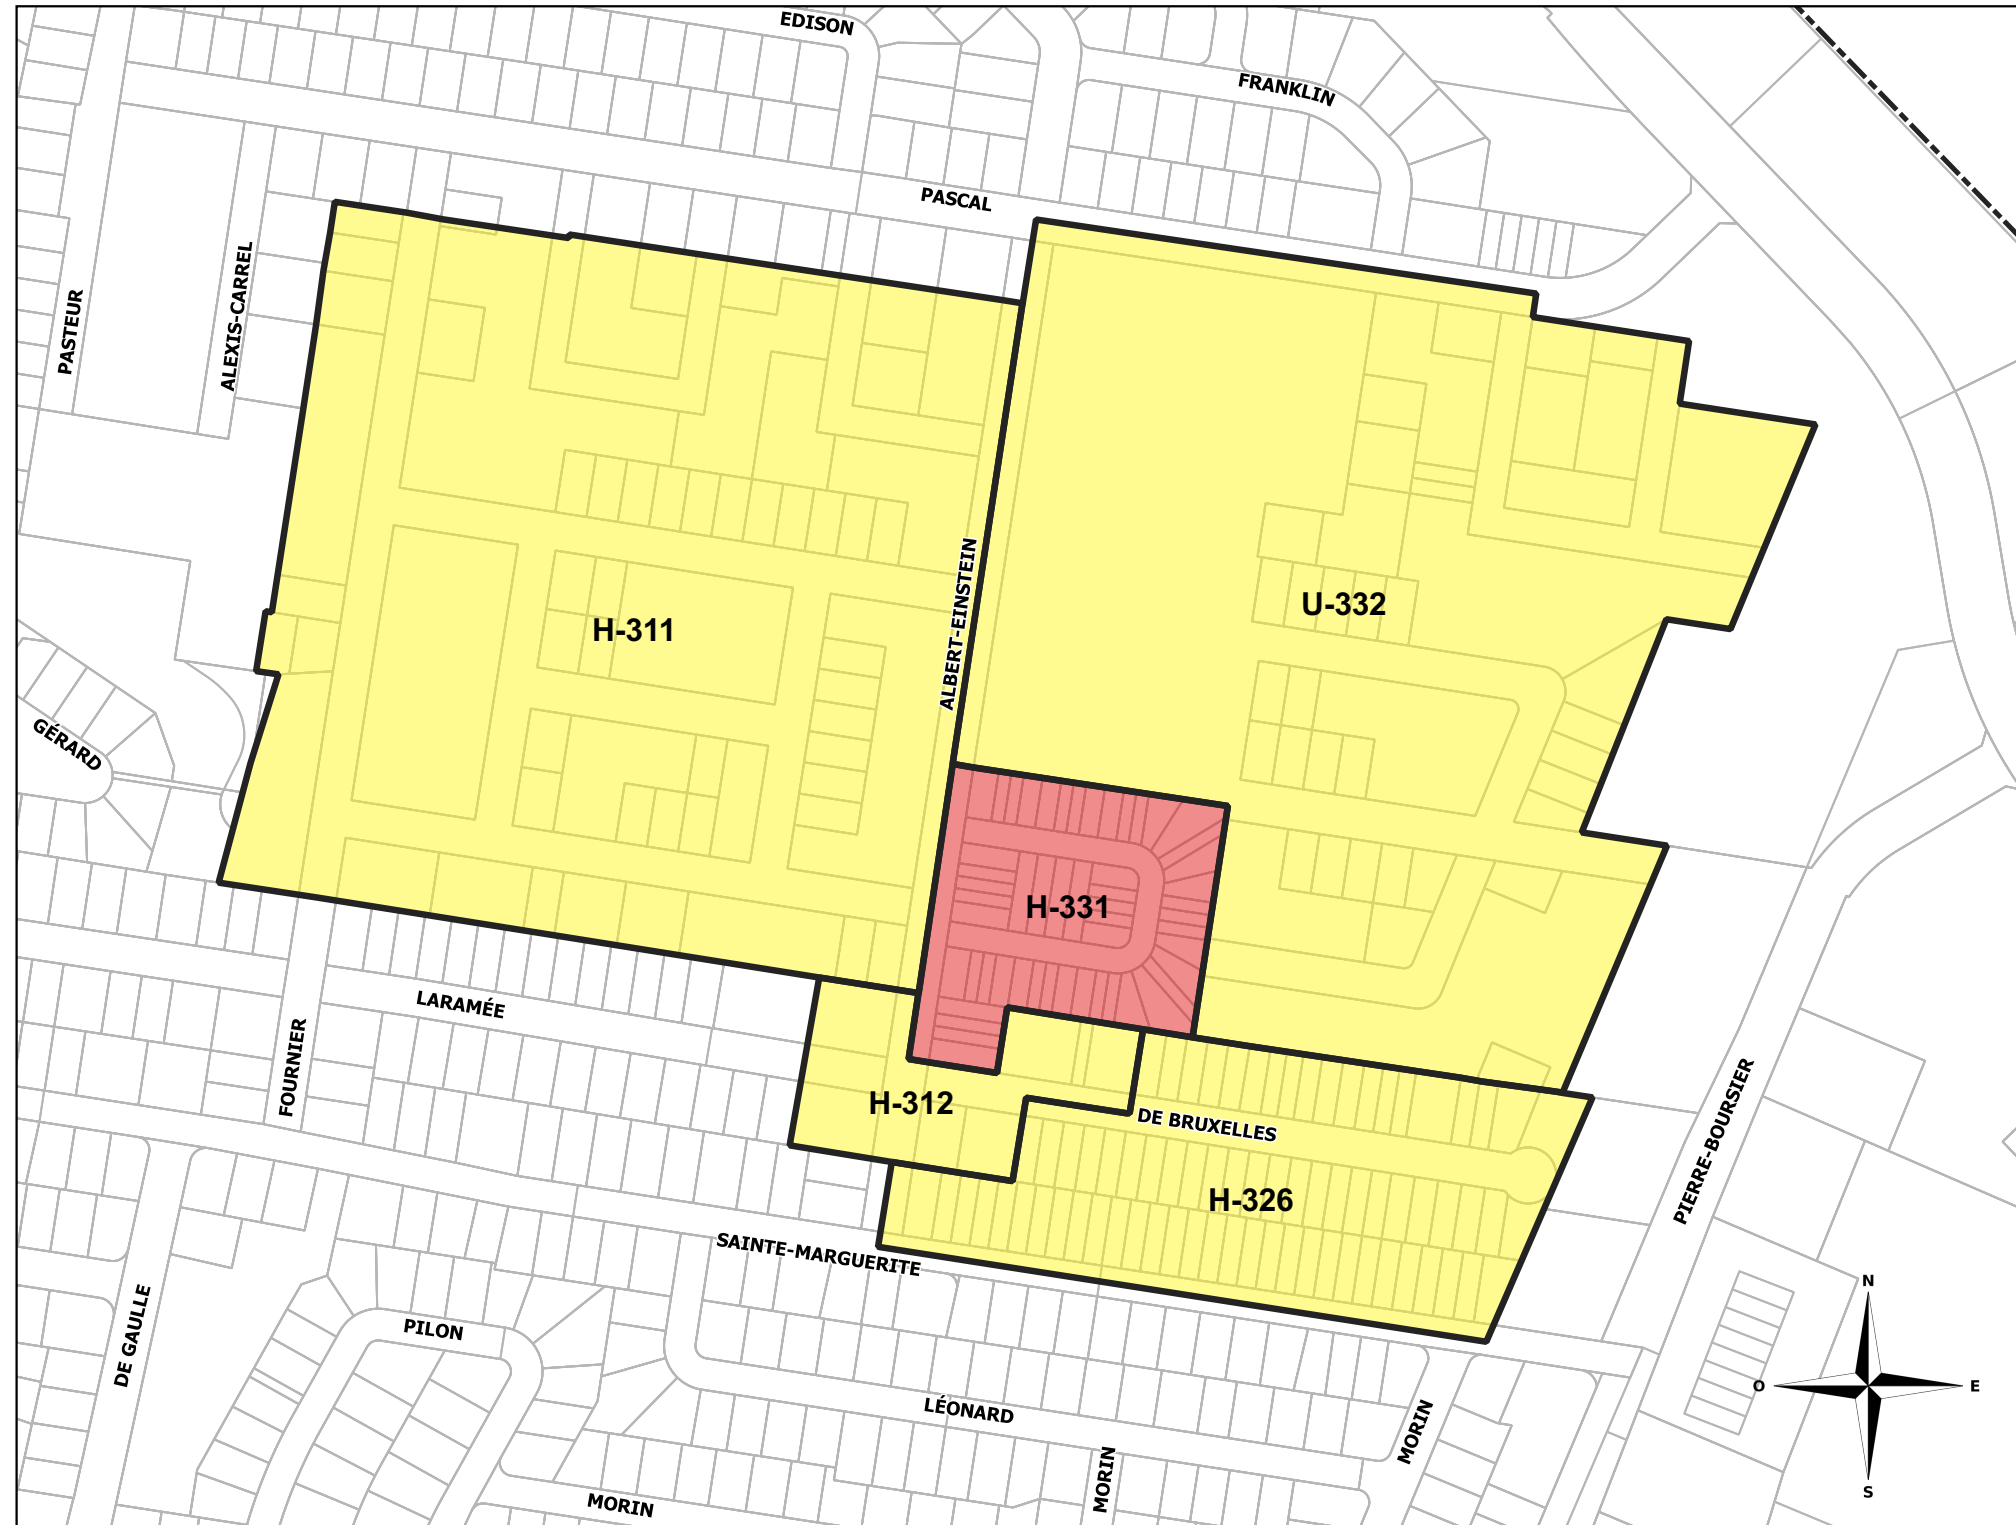 EDISON
FRANKLIN
PASCAL
PASTEUR
ALEXIS-CARREL
ALBERT-EINSTEIN
U-332
H-311
GÉRARD
H-331
LARAMÉE
FOURNIER
H-312
DE BRUXELLES
PIERRE-BOURSIER
H-326
SAINTE-MARGUERITE
DE GAULLE
PILON
LÉONARD
MORIN
MORIN
MORIN
N
O
E
S